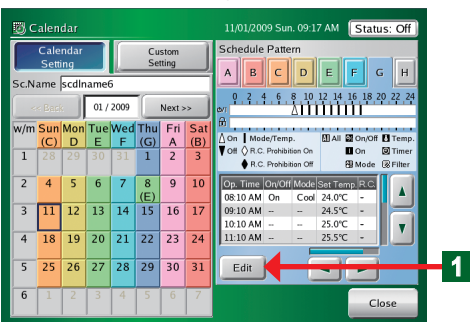 Calendar 11/01/2009 Sun. 09:17 AM Status: Off
Calendar Setting
Custom Setting
Sc.Name scdlname6
<< Back 01 / 2009 Next >>
w/m Sun (C) Mon D Tue E Wed F Thu (G) Fri A Sat (B)
1 28 29 30 31 1 2 3
2 4 5 6 7 8 (E) 9 10
3 11 12 13 14 15 16 17
4 18 19 20 21 22 23 24
5 25 26 27 28 29 30 31
6 1 2 3 4 5 6 7
Schedule Pattern
A B C D E F G H
0 2 4 6 8 10 12 14 16 18 20 22 24
On Mode/Temp. All On/Off Temp.
Off R.C. Prohibition On On Timer
R.C. Prohibition Off Mode Filter
Op. Time On/Off Mode Set Temp. R.C.
08:10 AM On Cool 24.0°C -
09:10 AM -- -- 24.5°C -
10:10 AM -- -- 25.0°C -
11:10 AM -- -- 25.5°C -
Edit
1
Close